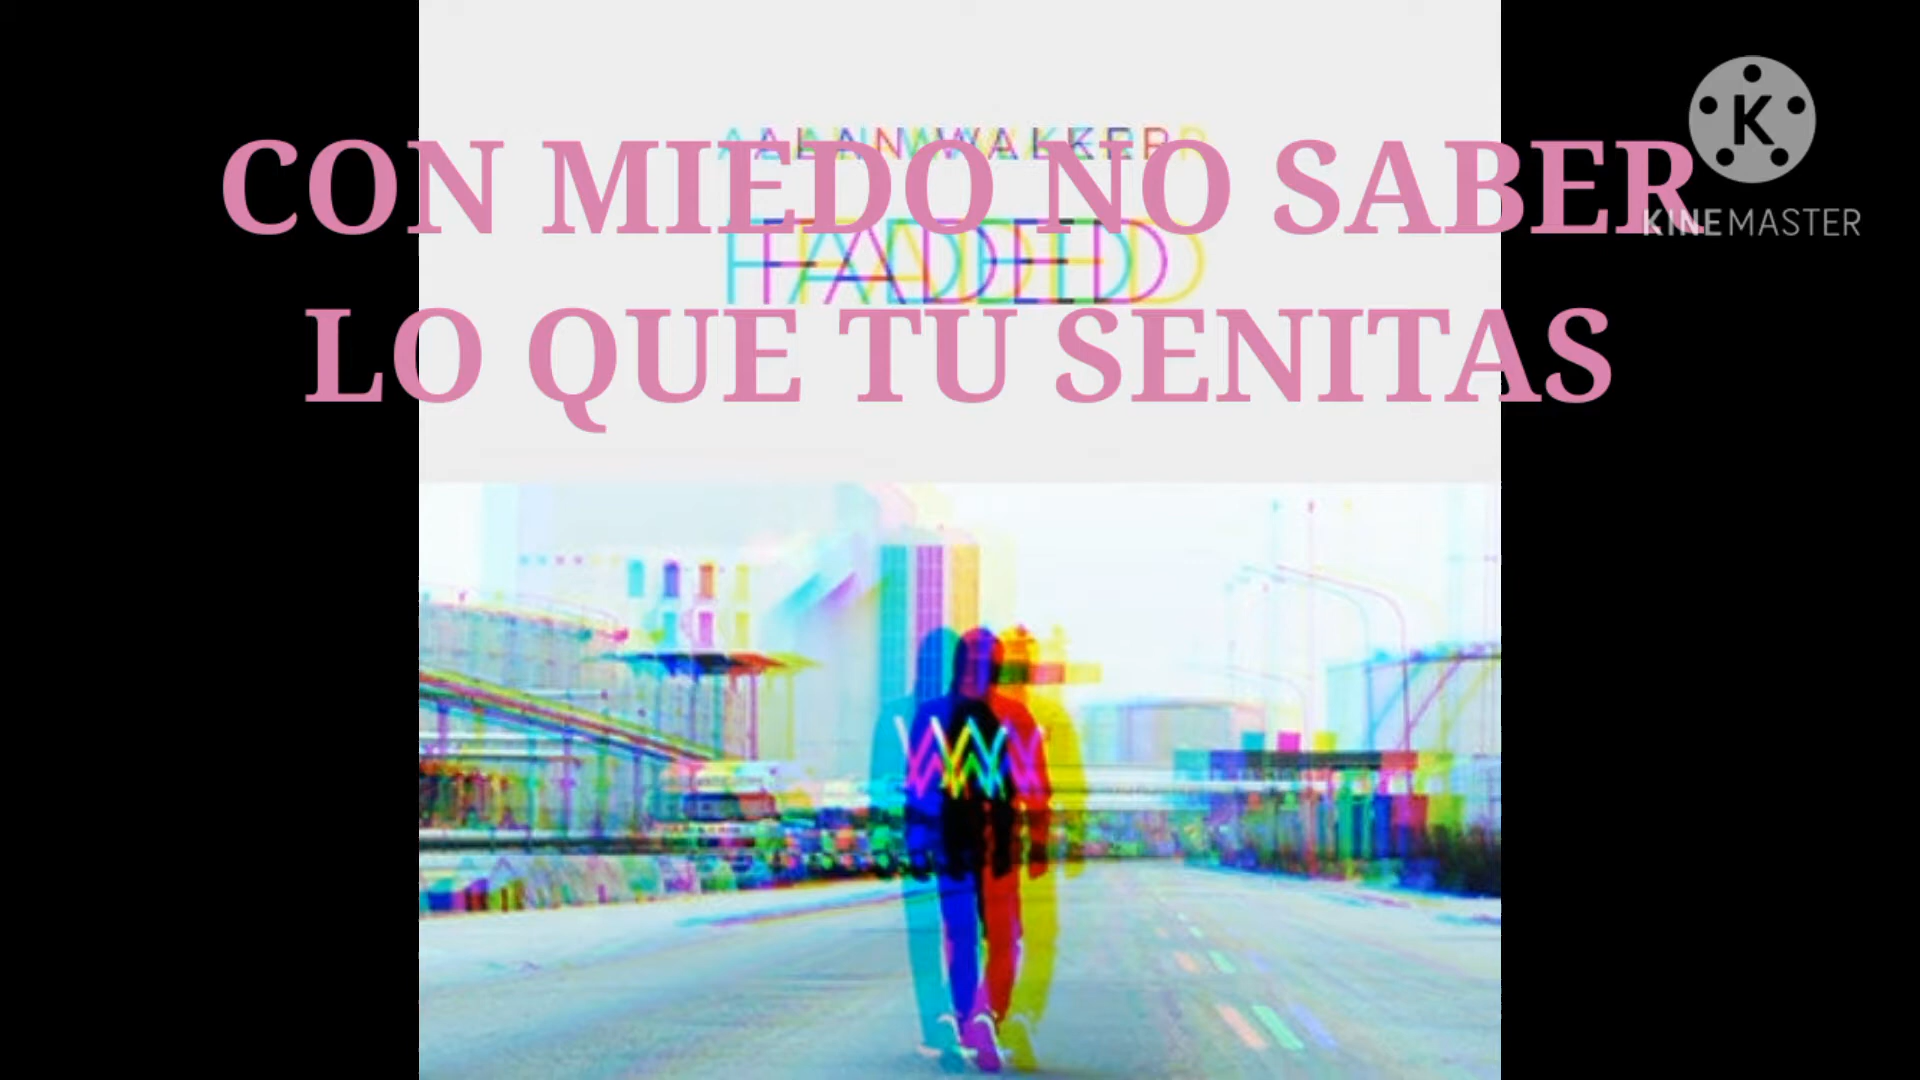 ALAN WALKER
CON MIEDO NO SABER
FADED
LO QUE TU SENITAS
K
KINEMASTER